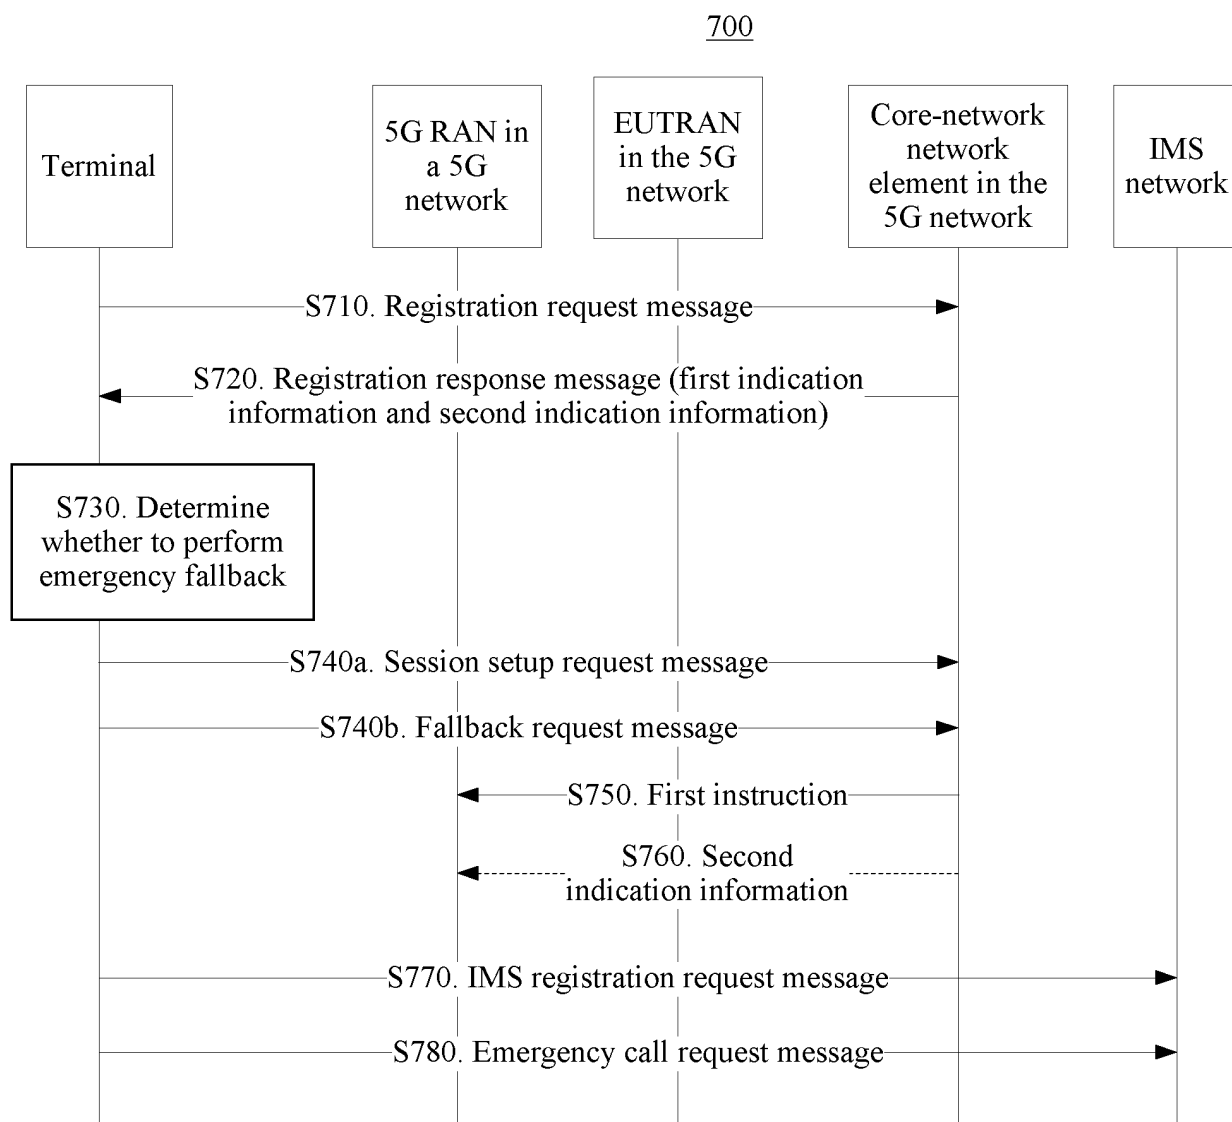 700
Terminal
5G RAN in
a 5G
network
EUTRAN
in the 5G
network
Core-network
network
element in the
5G network
IMS
network
S710. Registration request message
S720. Registration response message (first indication
information and second indication information)
S730. Determine
whether to perform
emergency fallback
S740a. Session setup request message
S740b. Fallback request message
S750. First instruction
S760. Second
indication information
S770. IMS registration request message
S780. Emergency call request message